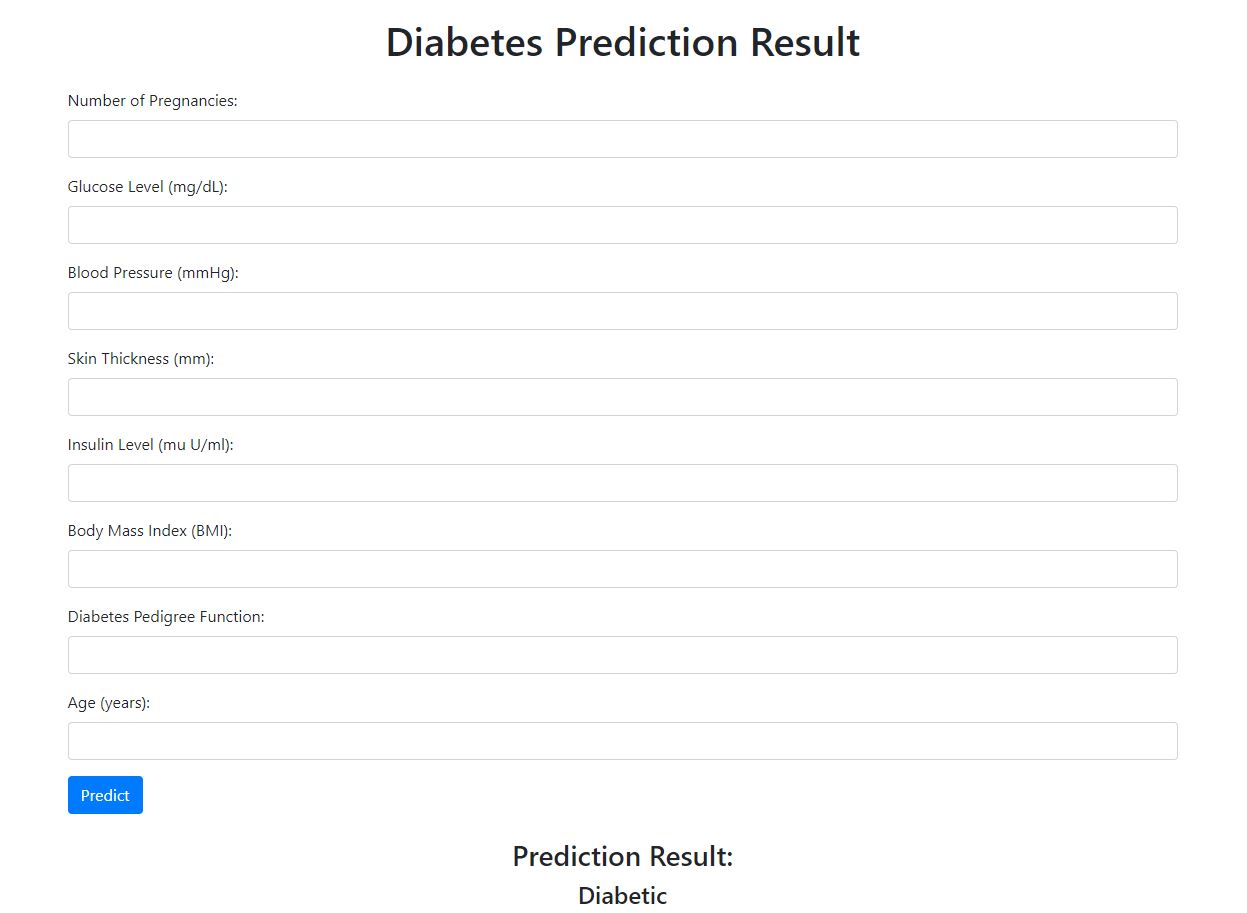 Diabetes Prediction Result
Number of Pregnancies:
Glucose Level (mg/dL):
Blood Pressure (mmHg):
Skin Thickness (mm):
Insulin Level (mu U/ml):
Body Mass Index (BMI):
Diabetes Pedigree Function:
Age (years):
Predict
Prediction Result:
Diabetic